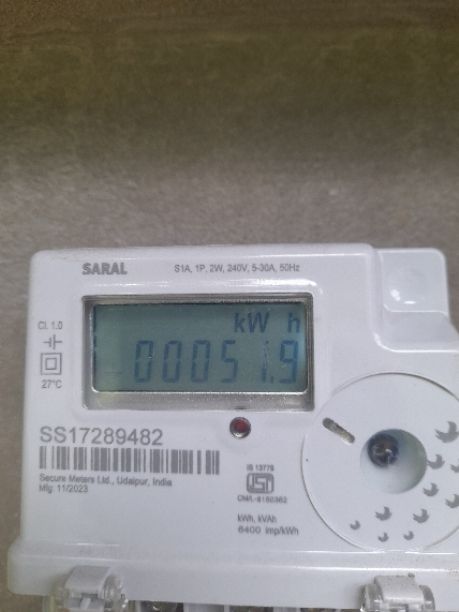 SARAL
S1A, 1P, 2W, 240V, 5-30A, 50Hz
kW h
Cl. 1.0
00051.9
27°C
SS17289482
Secure Meters Ltd., Udaipur, India
Mfg: 11/2023
IS 13779
ISI
kWh, kVAh
6400 imp/kWh